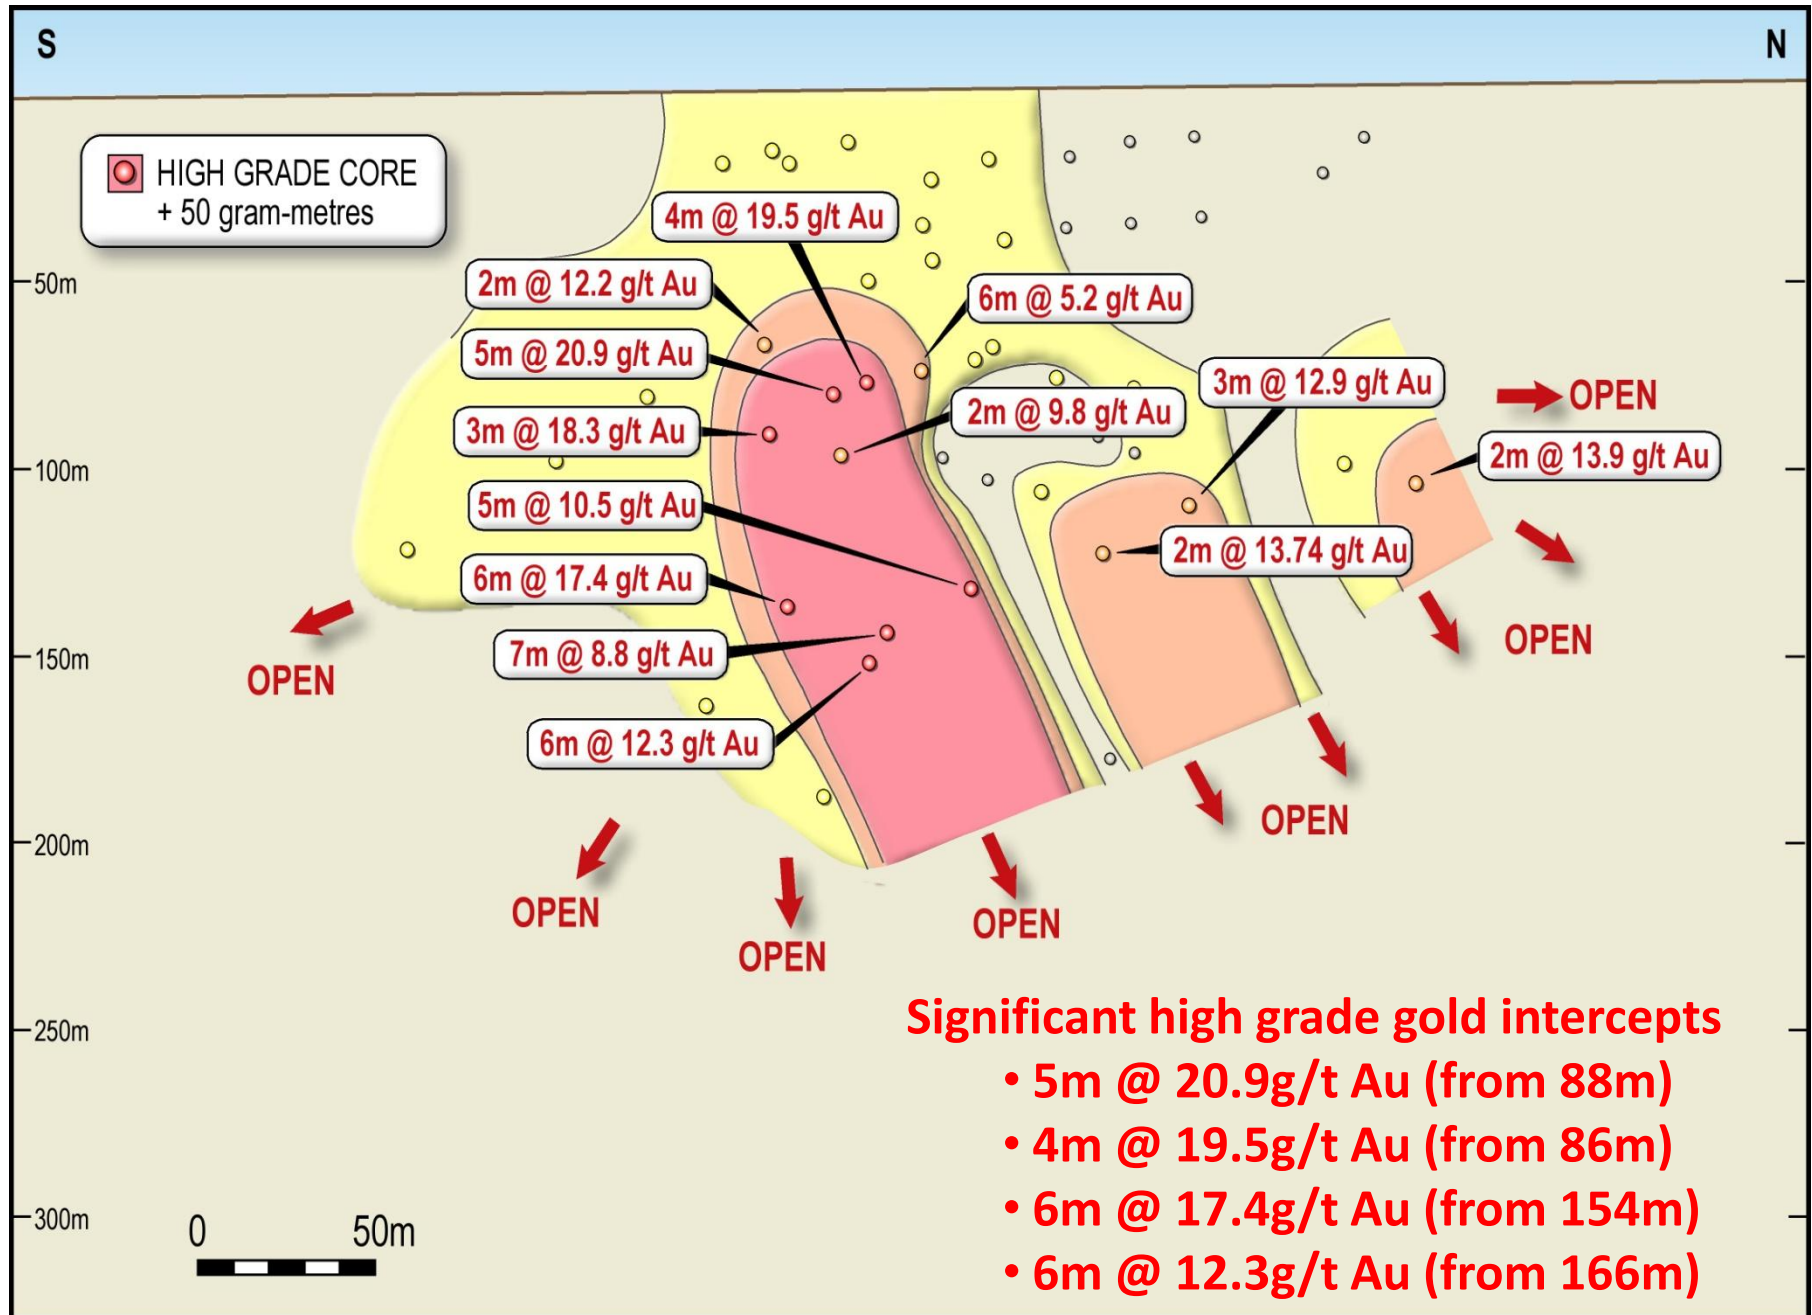 S
N
HIGH GRADE CORE
+ 50 gram-metres
4m @ 19.5 g/t Au
2m @ 12.2 g/t Au
50m
6m @ 5.2 g/t Au
5m @ 20.9 g/t Au
3m @ 12.9 g/t Au
OPEN
2m @ 9.8 g/t Au
3m @ 18.3 g/t Au
2m @ 13.9 g/t Au
100m
5m @ 10.5 g/t Au
2m @ 13.74 g/t Au
6m @ 17.4 g/t Au
OPEN
7m @ 8.8 g/t Au
150m
OPEN
6m @ 12.3 g/t Au
OPEN
200m
OPEN
OPEN
OPEN
Significant high grade gold intercepts
250m
• 5m @ 20.9g/t Au (from 88m)
• 4m @ 19.5g/t Au (from 86m)
• 6m @ 17.4g/t Au (from 154m)
300m
0 50m
• 6m @ 12.3g/t Au (from 166m)